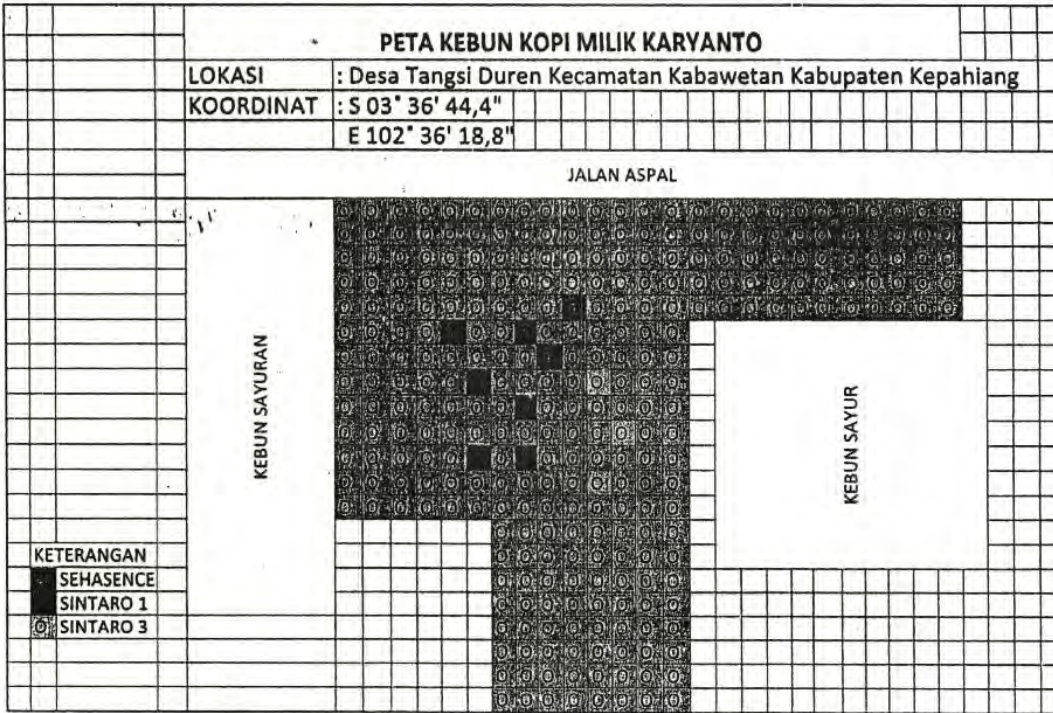 PETA KEBUN KOPI MILIK KARYANTO
LOKASI : Desa Tangsi Duren Kecamatan Kabawetan Kabupaten Kepahiang
KOORDINAT : S 03° 36' 44,4"
E 102° 36' 18,8"
JALAN ASPAL
KEBUN SAYURAN
KEBUN SAYUR
KETERANGAN
SEHASENCE
SINTARO 1
SINTARO 3